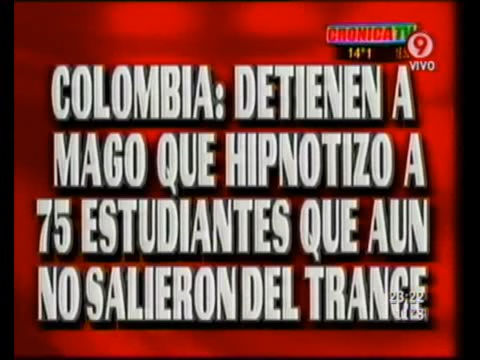 CRONICA TV
14°1
9
VIVO
COLOMBIA: DETIENEN A
MAGO QUE HIPNOTIZO A
75 ESTUDIANTES QUE AUN
NO SALIERON DEL TRANCE
23:22